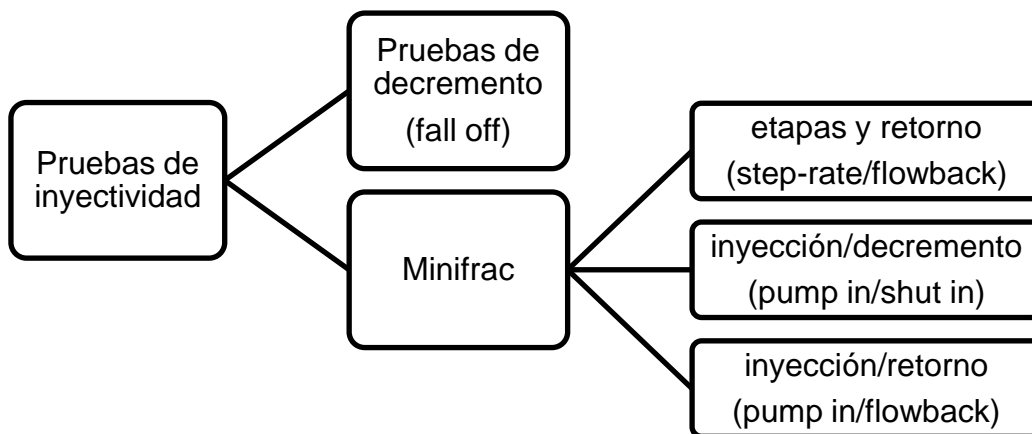 Pruebas de
inyectividad
Pruebas de
decremento
(fall off)
Minifrac
etapas y retorno
(step-rate/flowback)
inyección/decremento
(pump in/shut in)
inyección/retorno
(pump in/flowback)